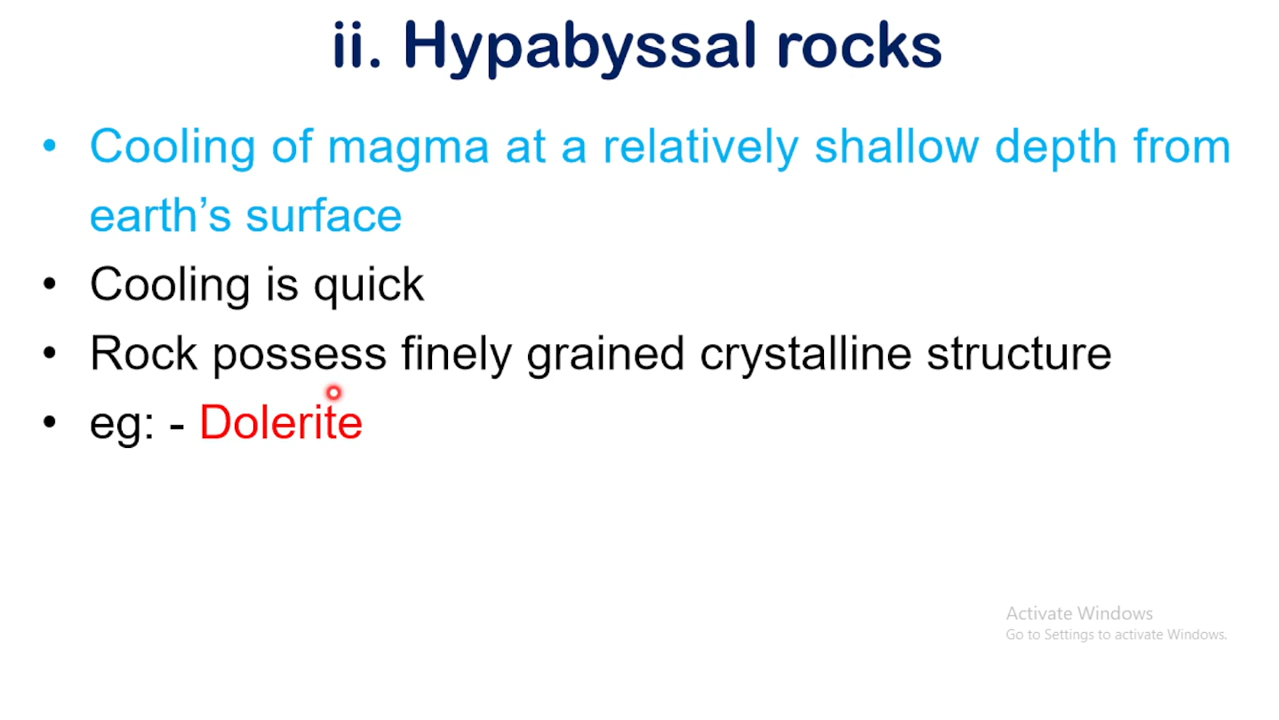 ii. Hypabyssal rocks
• Cooling of magma at a relatively shallow depth from
earth’s surface
• Cooling is quick
• Rock possess finely grained crystalline structure
• eg: - Dolerite
Activate Windows
Go to Settings to activate Windows.